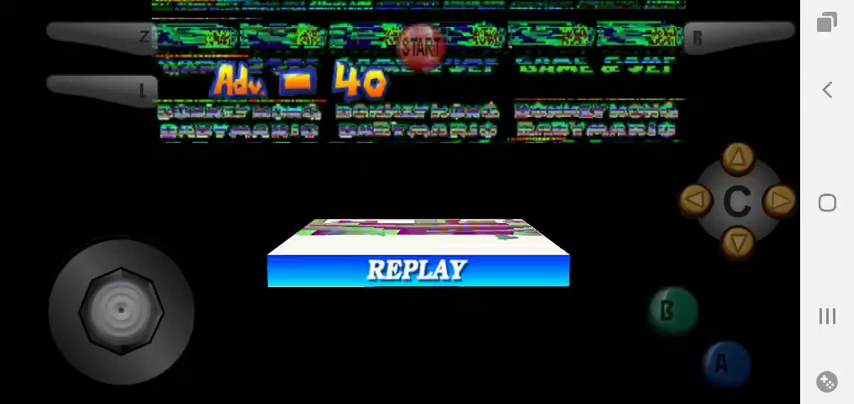 Z
START
R
GAME & SET
Adv. - 40
L
DONKEY KONG DONKEY KONG DONKEY KONG
BABY MARIO BABY MARIO BABY MARIO
C
REPLAY
B
A